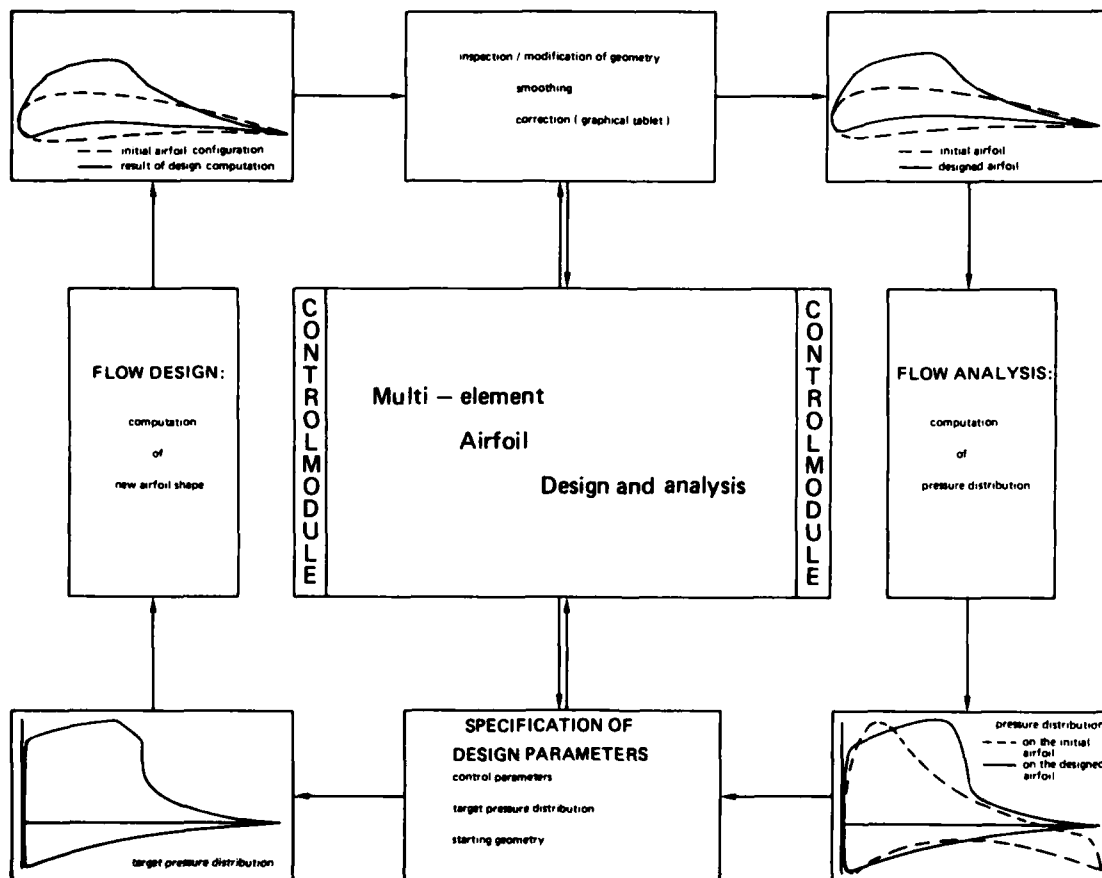 initial airfoil configuration
result of design computation
inspection / modification of geometry
smoothing
correction ( graphical tablet )
initial airfoil
designed airfoil
FLOW DESIGN:
computation
of
new airfoil shape
CONTROLMODULE
Multi – element
Airfoil
Design and analysis
CONTROLMODULE
FLOW ANALYSIS:
computation
of
pressure distribution
target pressure distribution
SPECIFICATION OF
DESIGN PARAMETERS
control parameters
target pressure distribution
starting geometry
pressure distribution
on the initial
airfoil
on the designed
airfoil